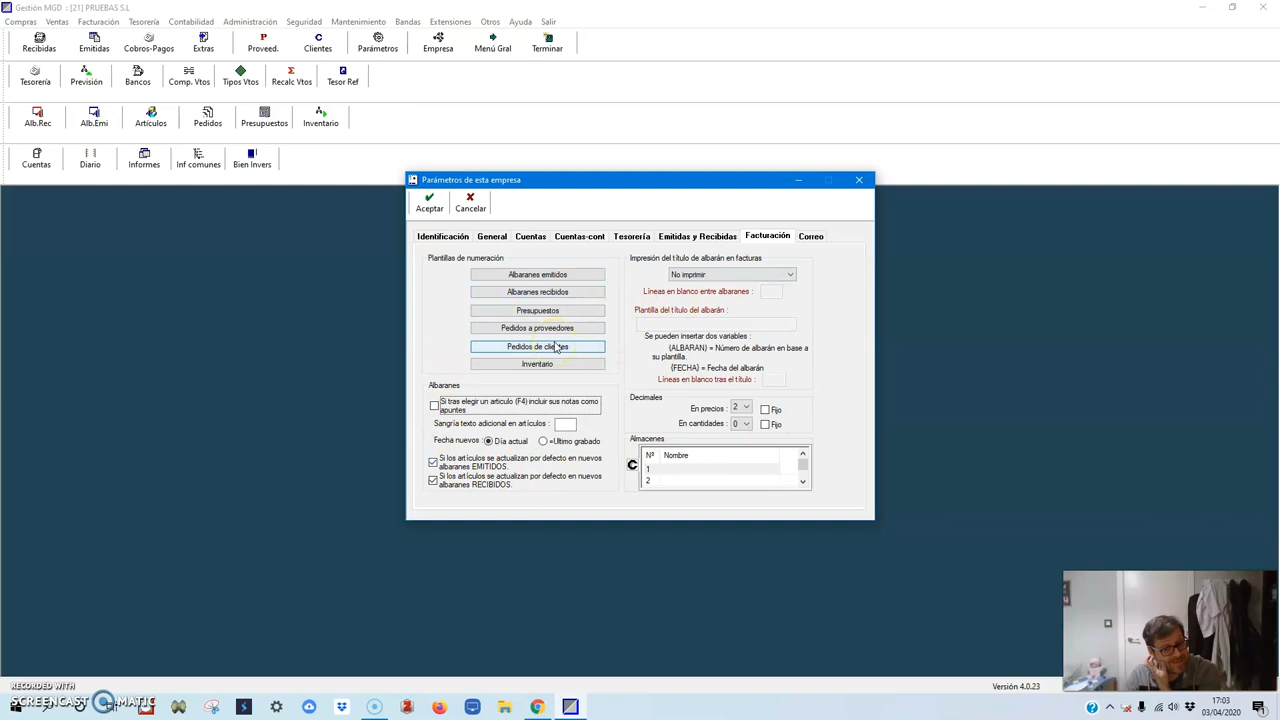 Gestión MGD : [21] PRUEBAS S.L
Compras Ventas Facturación Tesorería Contabilidad Administración Seguridad Mantenimiento Bandas Extensiones Otros Ayuda Salir
Recibidas Emitidas Cobros-Pagos Extras Proveed. Clientes Parámetros Empresa Menú Gral Terminar
Tesorería Previsión Bancos Comp. Vtos Tipos Vtos Recalc Vtos Tesor Ref
Alb.Rec Alb.Emi Artículos Pedidos Presupuestos Inventario
Cuentas Diario Informes Inf comunes Bien Invers
Parámetros de esta empresa
Aceptar Cancelar
Identificación General Cuentas Cuentas-cont Tesorería Emitidas y Recibidas Facturación Correo
Plantillas de numeración
Albaranes emitidos
Albaranes recibidos
Presupuestos
Pedidos a proveedores
Pedidos de clientes
Inventario
Albaranes
Si tras elegir un articulo (F4) incluir sus notas como
apuntes
Sangría texto adicional en artículos :
Fecha nuevos : Día actual =Ultimo grabado
Si los artículos se actualizan por defecto en nuevos
albaranes EMITIDOS.
Si los artículos se actualizan por defecto en nuevos
albaranes RECIBIDOS.
Impresión del título de albarán en facturas
No imprimir
Líneas en blanco entre albaranes :
Plantilla del título del albarán :
Se pueden insertar dos variables :
{ALBARAN} = Número de albarán en base a
su plantilla.
{FECHA} = Fecha del albarán
Líneas en blanco tras el título :
Decimales
En precios : 2 Fijo
En cantidades : 0 Fijo
Almacenes
C
Nº Nombre
1
2
Versión 4.0.23
RECORDED WITH
SCREENCAST MATIC
17:03
03/04/2020